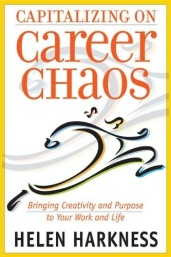 CAPITALIZING ON
career
CHAOS
Bringing Creativity and Purpose
to Your Work and Life
HELEN HARKNESS